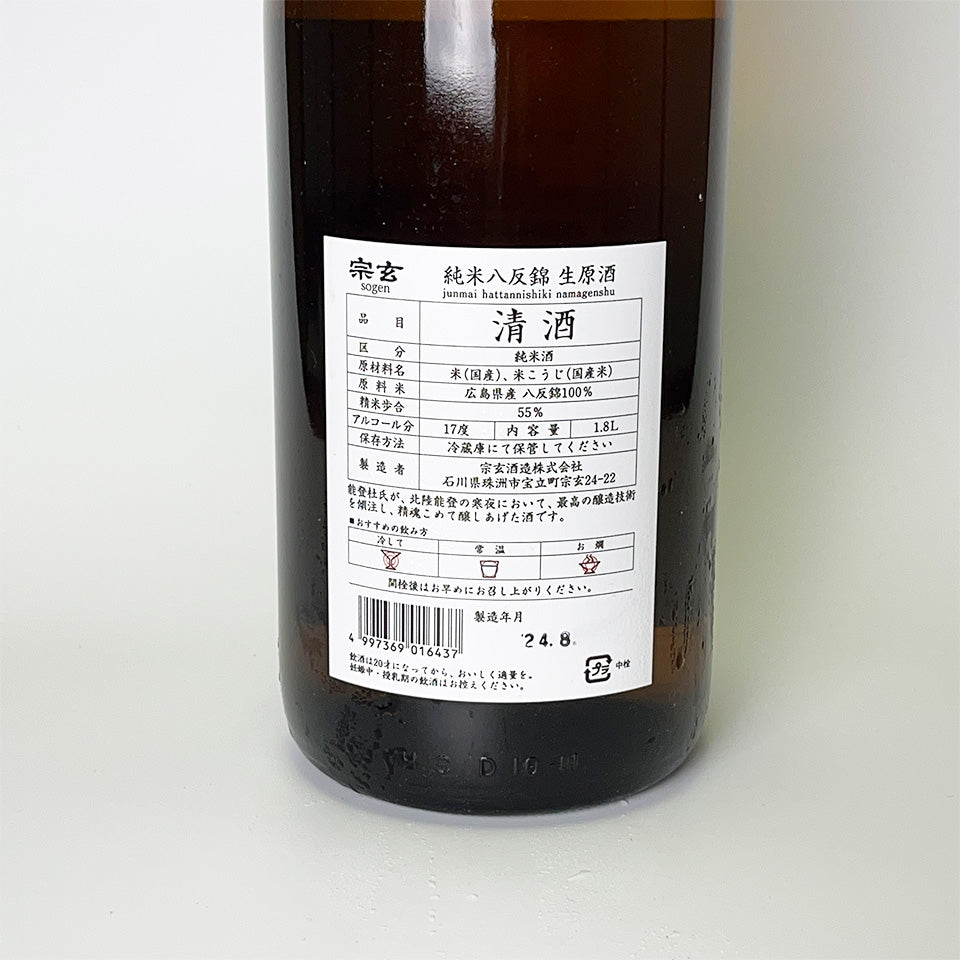 宗玄
sogen
純米八反錦 生原酒
junmai hattannishiki namagenshu
品目 清酒
区分 純米酒
原材料名 米(国産)、米こうじ(国産米)
原料米 広島県産 八反錦100%
精米歩合 55%
アルコール分 17度 内容量 1.8L
保存方法 冷蔵庫にて保管してください
製造者 宗玄酒造株式会社
石川県珠洲市宝立町宗玄24-22
能登杜氏が、北陸能登の寒夜において、最高の醸造技術
を傾注し、精魂こめて醸しあげた酒です。
■おすすめの飲み方
冷して 常温 お燗
開栓後はお早めにお召し上がりください。
製造年月
'24.8
4 997369 016437
飲酒は20才になってから、おいしく適量を。
妊娠中・授乳期の飲酒はお控えください。
プラ 中栓